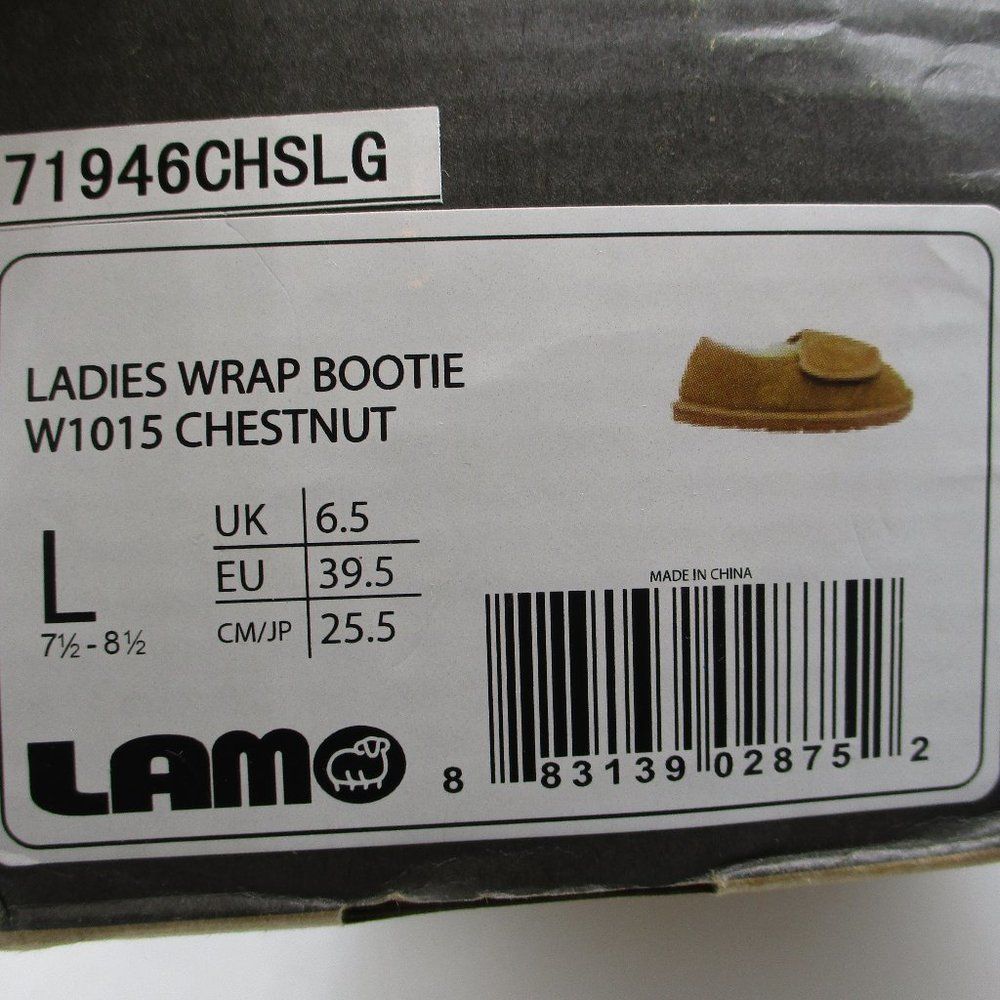 71946CHSLG
LADIES WRAP BOOTIE
W1015 CHESTNUT
L
7½ - 8½
UK 6.5
EU 39.5
CM/JP 25.5
MADE IN CHINA
LAMO
8 83139 02875 2